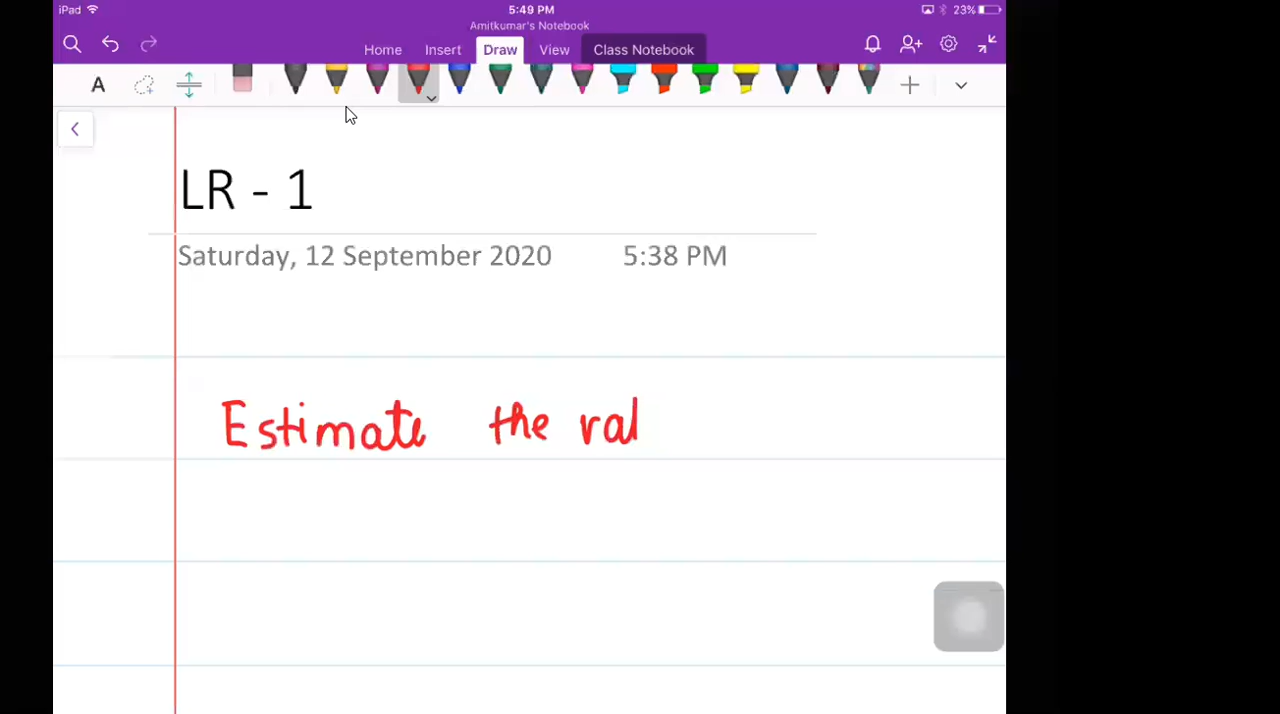 iPad 5:49 PM 23%
Amitkumar's Notebook
Home Insert Draw View Class Notebook
A
LR - 1
Saturday, 12 September 2020 5:38 PM
Estimate the val